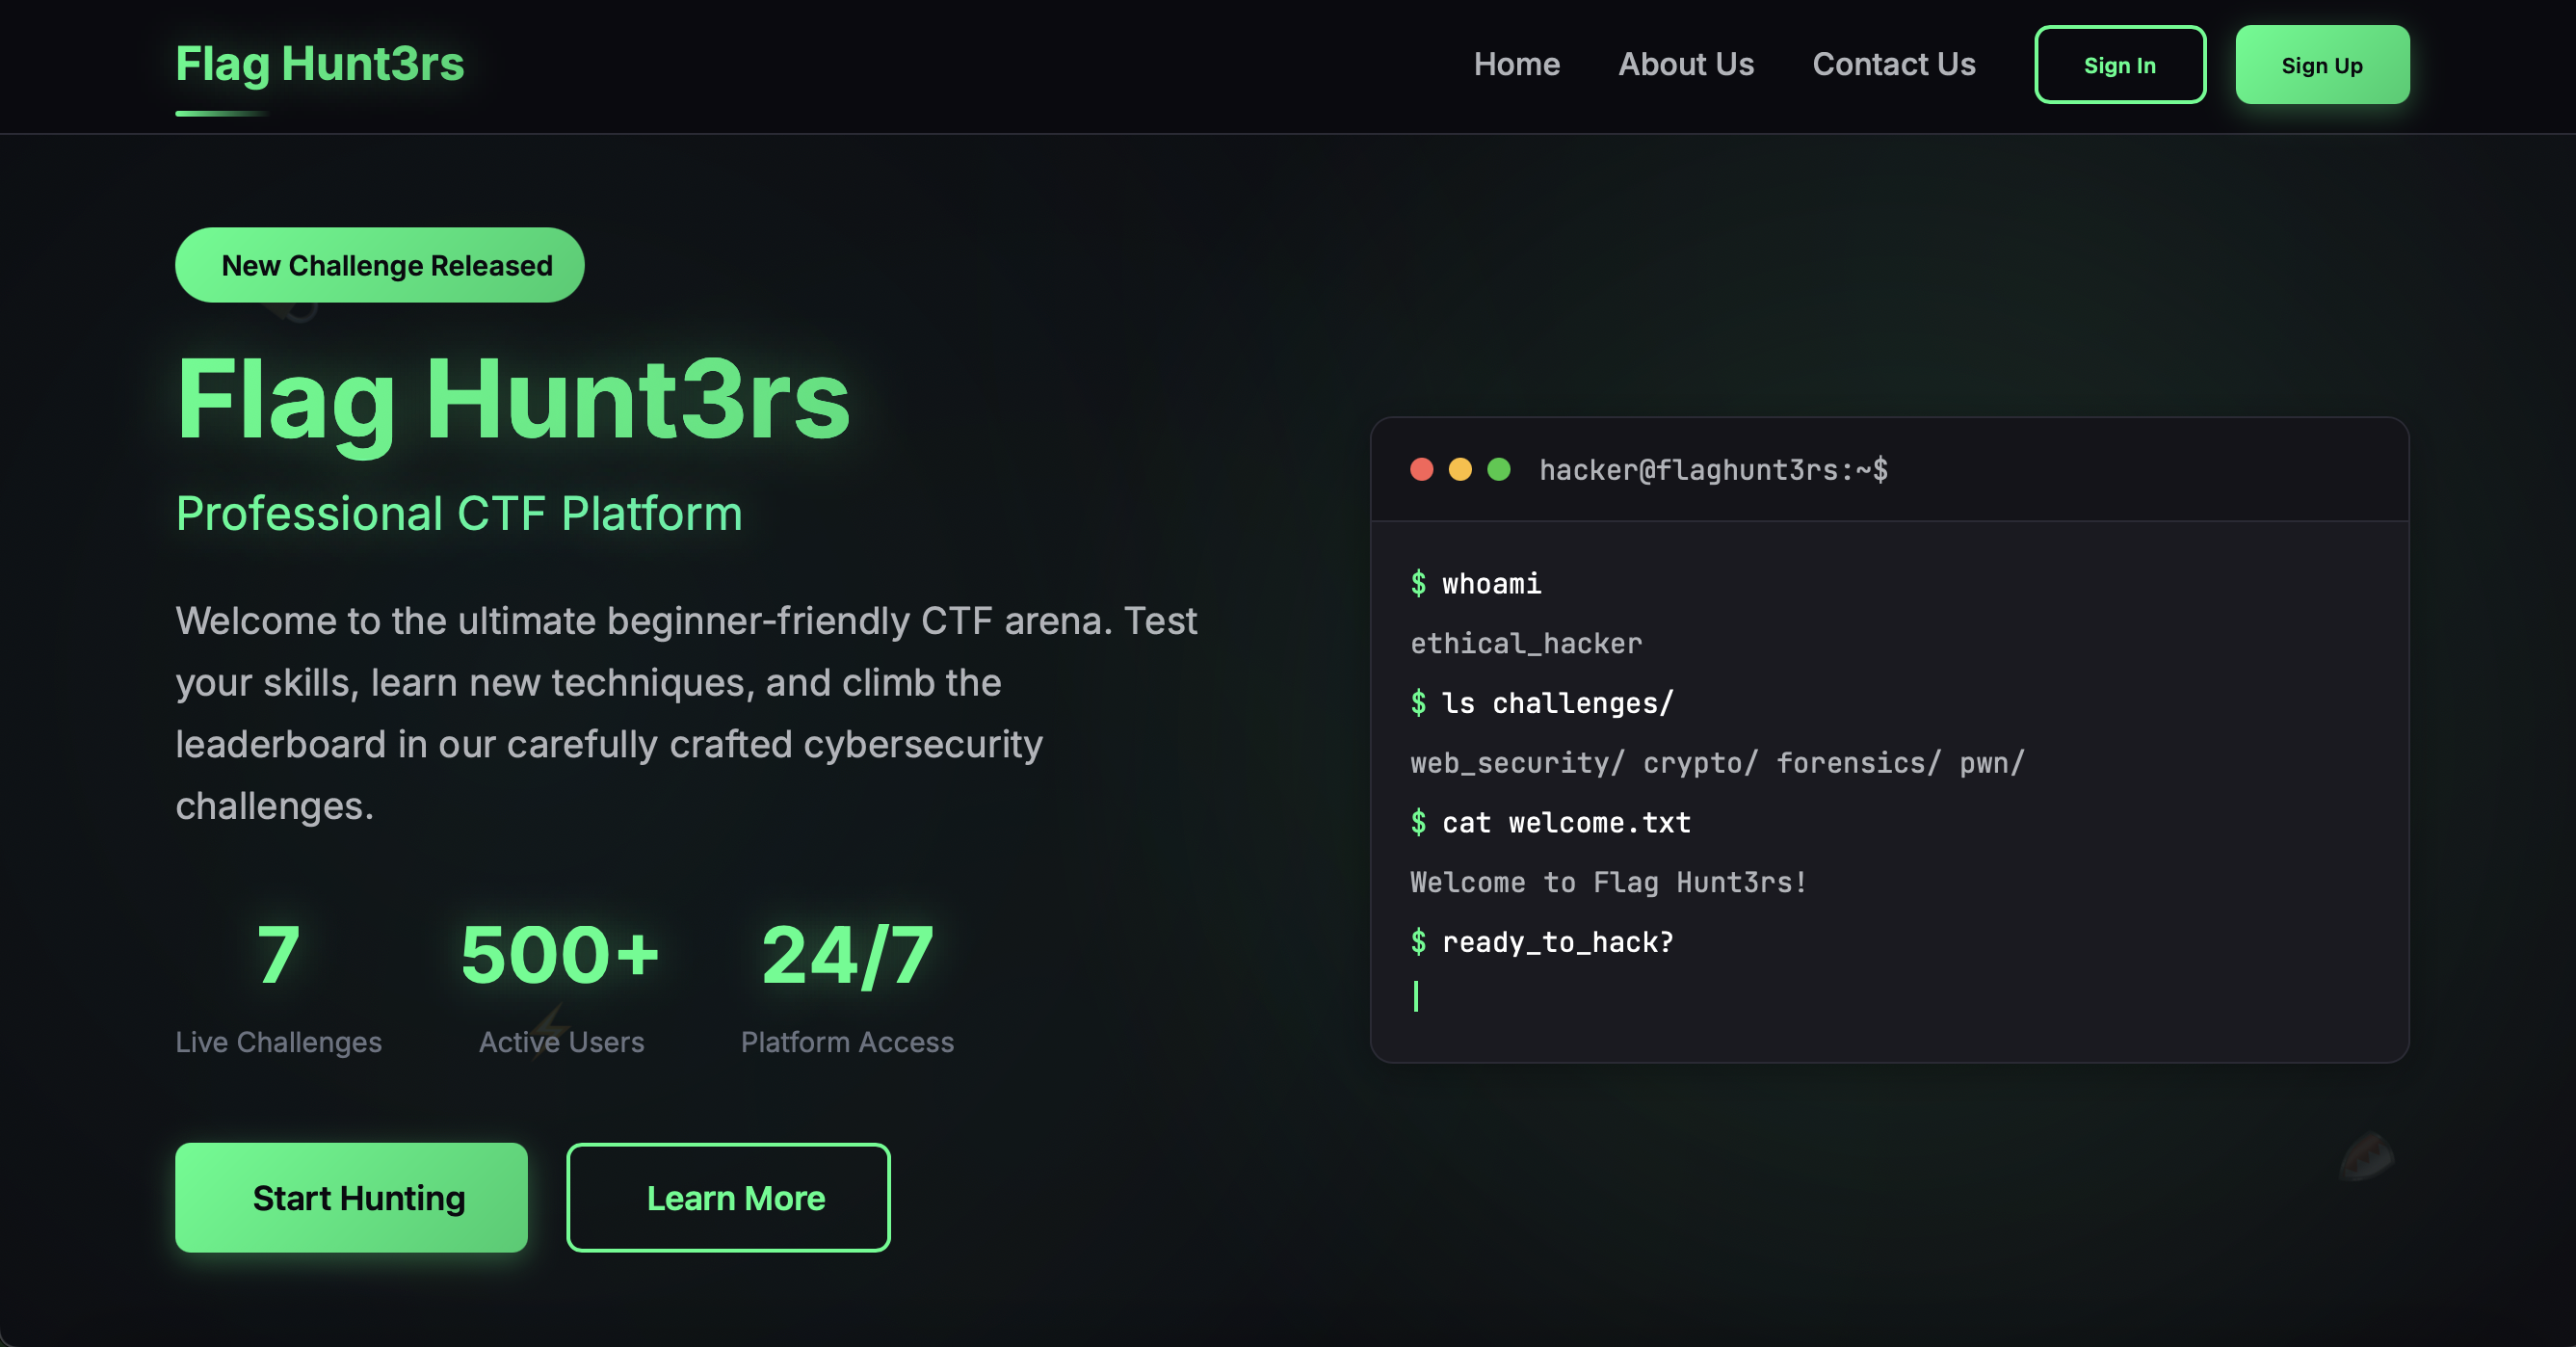 Flag Hunt3rs
Home
About Us
Contact Us
Sign In
Sign Up
New Challenge Released
Flag Hunt3rs
Professional CTF Platform
Welcome to the ultimate beginner-friendly CTF arena. Test
your skills, learn new techniques, and climb the
leaderboard in our carefully crafted cybersecurity
challenges.
7
Live Challenges
500+
Active Users
24/7
Platform Access
Start Hunting
Learn More
hacker@flaghunt3rs:~$
$ whoami
ethical_hacker
$ ls challenges/
web_security/ crypto/ forensics/ pwn/
$ cat welcome.txt
Welcome to Flag Hunt3rs!
$ ready_to_hack?